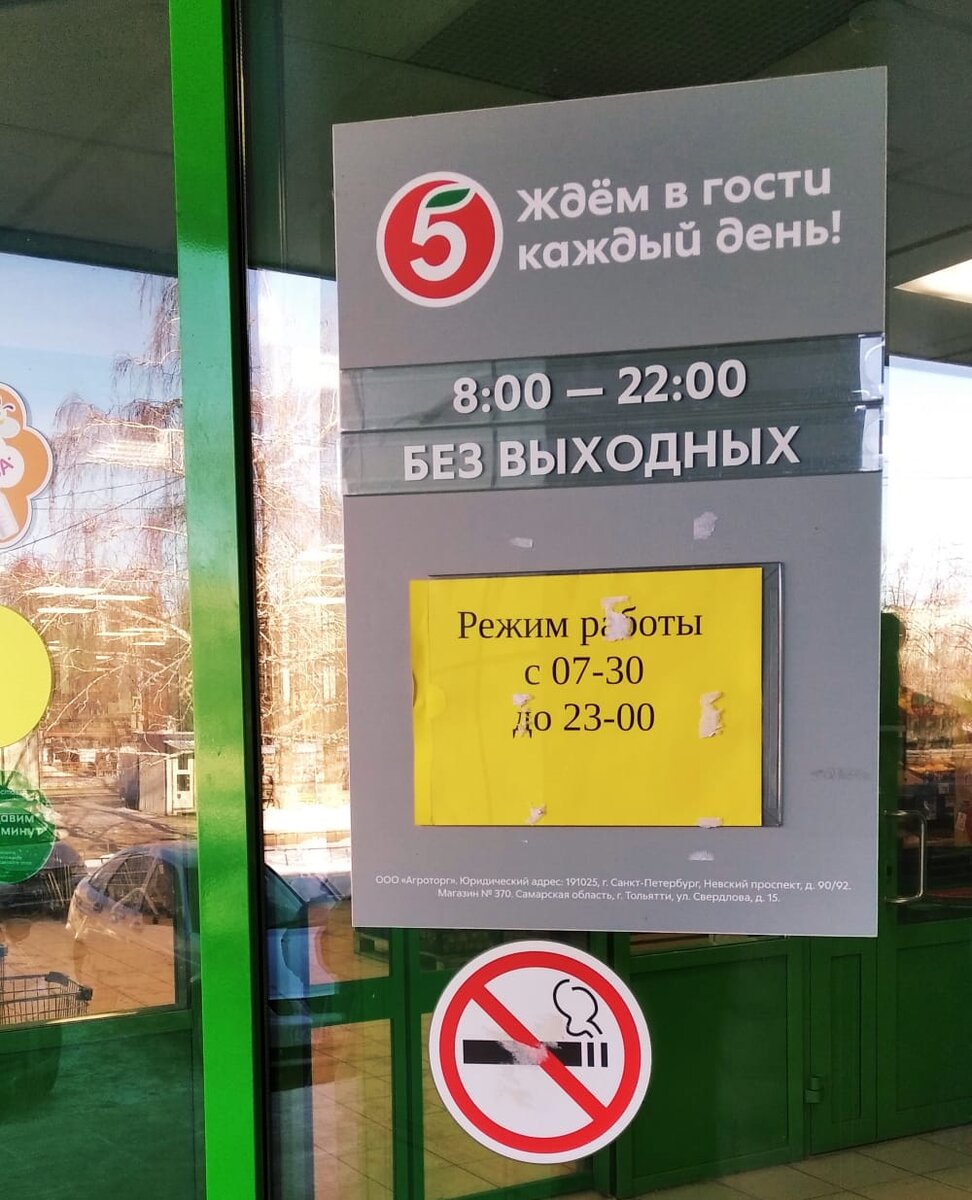 5
Ждём в гости
каждый день!
8:00 — 22:00
БЕЗ ВЫХОДНЫХ
Режим работы
с 07-30
до 23-00
ООО «Агроторг». Юридический адрес: 191025, г. Санкт-Петербург, Невский проспект, д. 90/92.
Магазин № 370. Самарская область, г. Тольятти, ул. Свердлова, д. 15.